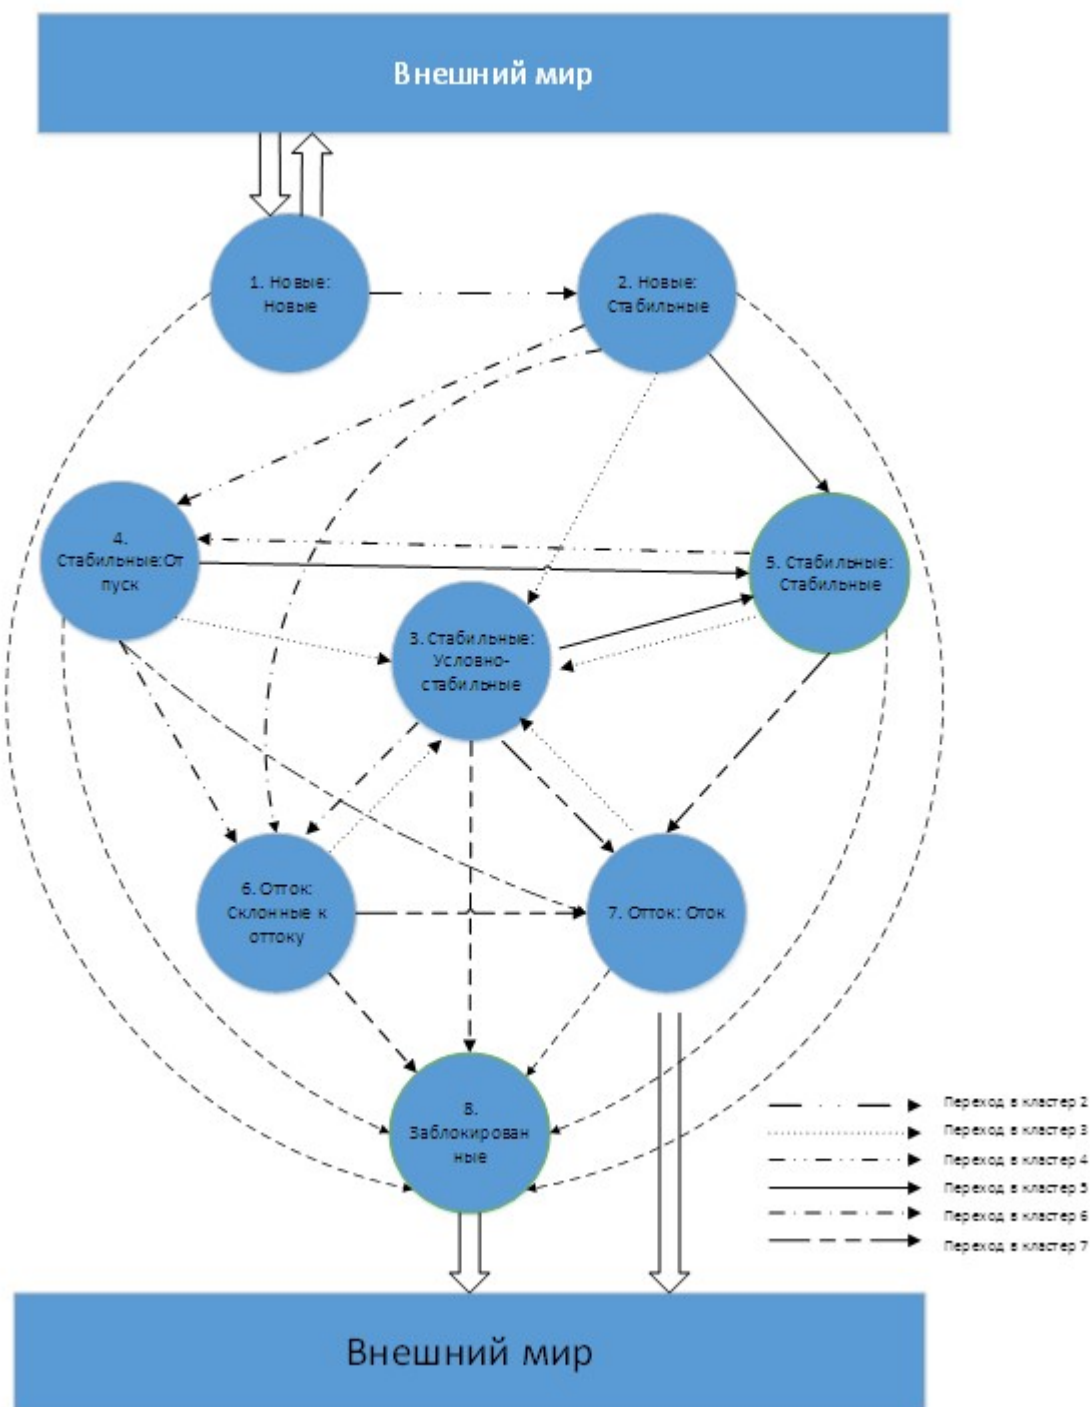 Внешний мир
1. Новые:
Новые
2. Новые:
Стабильные
4.
Стабильные:От
пуск
5. Стабильные:
Стабильные
3. Стабильные:
Условно-
стабильные
6. Отток:
Склонные к
оттоку
7. Отток: Оток
8.
Заблокирован
ные
Переход в кластер 2
Переход в кластер 3
Переход в кластер 4
Переход в кластер 5
Переход в кластер 6
Переход в кластер 7
Внешний мир